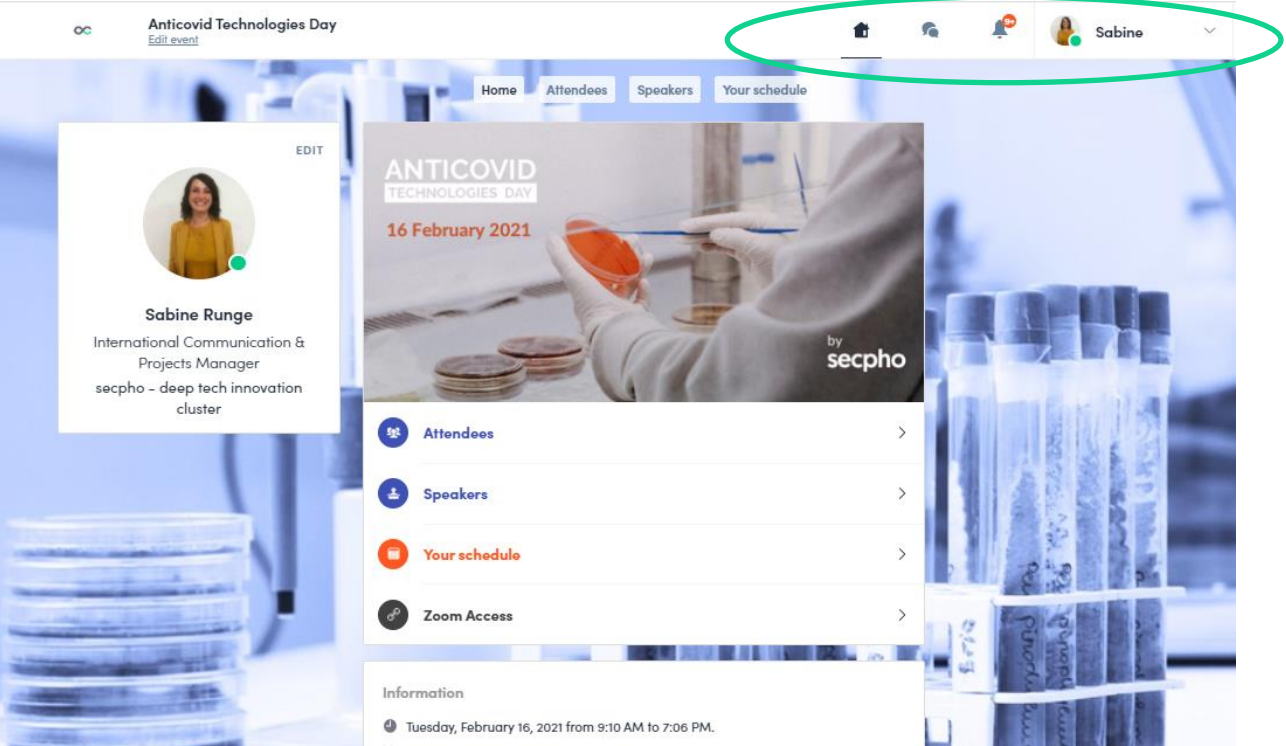 Anticovid Technologies Day
Edit event
9+
Sabine
Home
Attendees
Speakers
Your schedule
EDIT
Sabine Runge
International Communication &
Projects Manager
secpho - deep tech innovation
cluster
ANTICOVID
TECHNOLOGIES DAY
16 February 2021
by
secpho
Attendees
Speakers
Your schedule
Zoom Access
Information
Tuesday, February 16, 2021 from 9:10 AM to 7:06 PM.